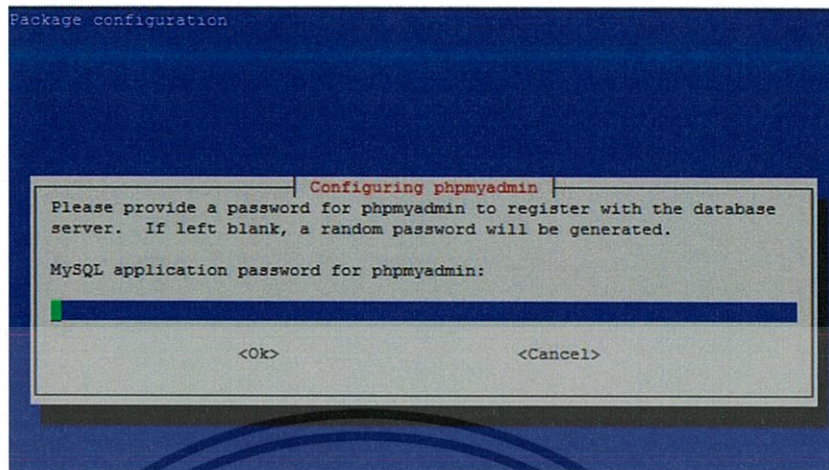 Package configuration
Configuring phpmyadmin
Please provide a password for phpmyadmin to register with the database
server.  If left blank, a random password will be generated.
MySQL application password for phpmyadmin:
<Ok> <Cancel>